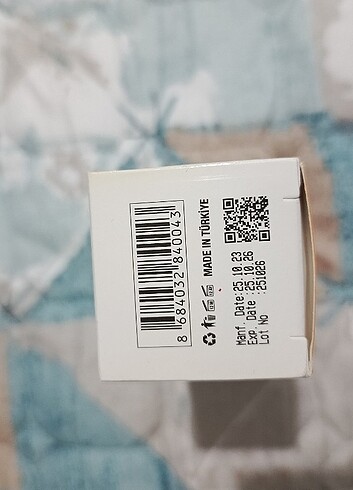 8 684032 840043
MADE IN TÜRKİYE
Manf. Date:25.10.23
Exp. Date :25.10.26
Lot No :251026